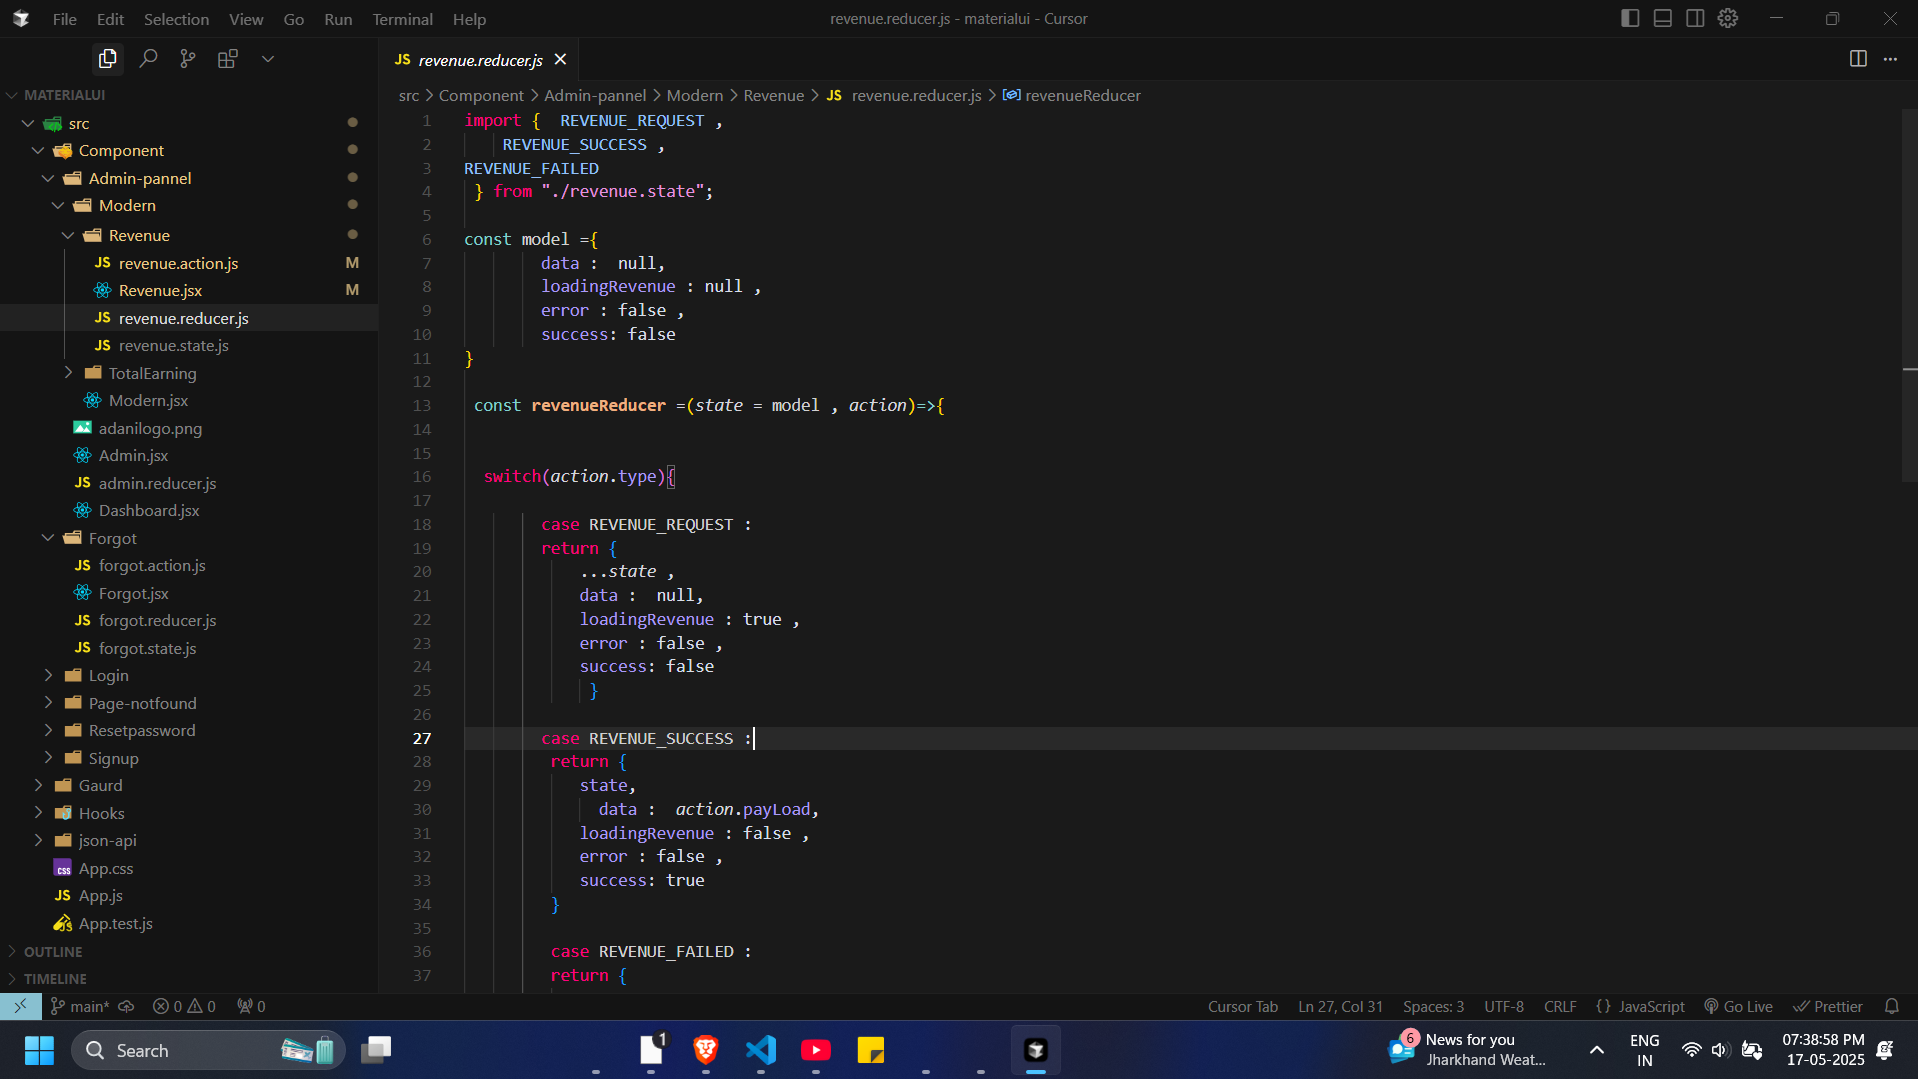 File Edit Selection View Go Run Terminal Help
revenue.reducer.js - materialui - Cursor
MATERIALUI
src
Component
Admin-pannel
Modern
Revenue
JS revenue.action.js M
Revenue.jsx M
JS revenue.reducer.js
JS revenue.state.js
TotalEarning
Modern.jsx
adanilogo.png
Admin.jsx
JS admin.reducer.js
Dashboard.jsx
Forgot
JS forgot.action.js
Forgot.jsx
JS forgot.reducer.js
JS forgot.state.js
Login
Page-notfound
Resetpassword
Signup
Gaurd
Hooks
json-api
css App.css
JS App.js
App.test.js
OUTLINE
TIMELINE
JS revenue.reducer.js
src > Component > Admin-pannel > Modern > Revenue > JS revenue.reducer.js > revenueReducer
1 import {  REVENUE_REQUEST ,
2     REVENUE_SUCCESS ,
3 REVENUE_FAILED
4  } from "./revenue.state";
5
6 const model ={
7         data :  null,
8         loadingRevenue : null ,
9         error : false ,
10         success: false
11 }
12
13  const revenueReducer =(state = model , action)=>{
14
15
16   switch(action.type){
17
18         case REVENUE_REQUEST :
19         return {
20             ...state ,
21             data :  null,
22             loadingRevenue : true ,
23             error : false ,
24             success: false
25              }
26
27         case REVENUE_SUCCESS :
28          return {
29             state,
30               data :  action.payLoad,
31             loadingRevenue : false ,
32             error : false ,
33             success: true
34          }
35
36          case REVENUE_FAILED :
37          return {
main* 0 0 0
Cursor Tab Ln 27, Col 31 Spaces: 3 UTF-8 CRLF {} JavaScript Go Live Prettier
Search
1
6
News for you
Jharkhand Weat...
ENG
IN
07:38:58 PM
17-05-2025